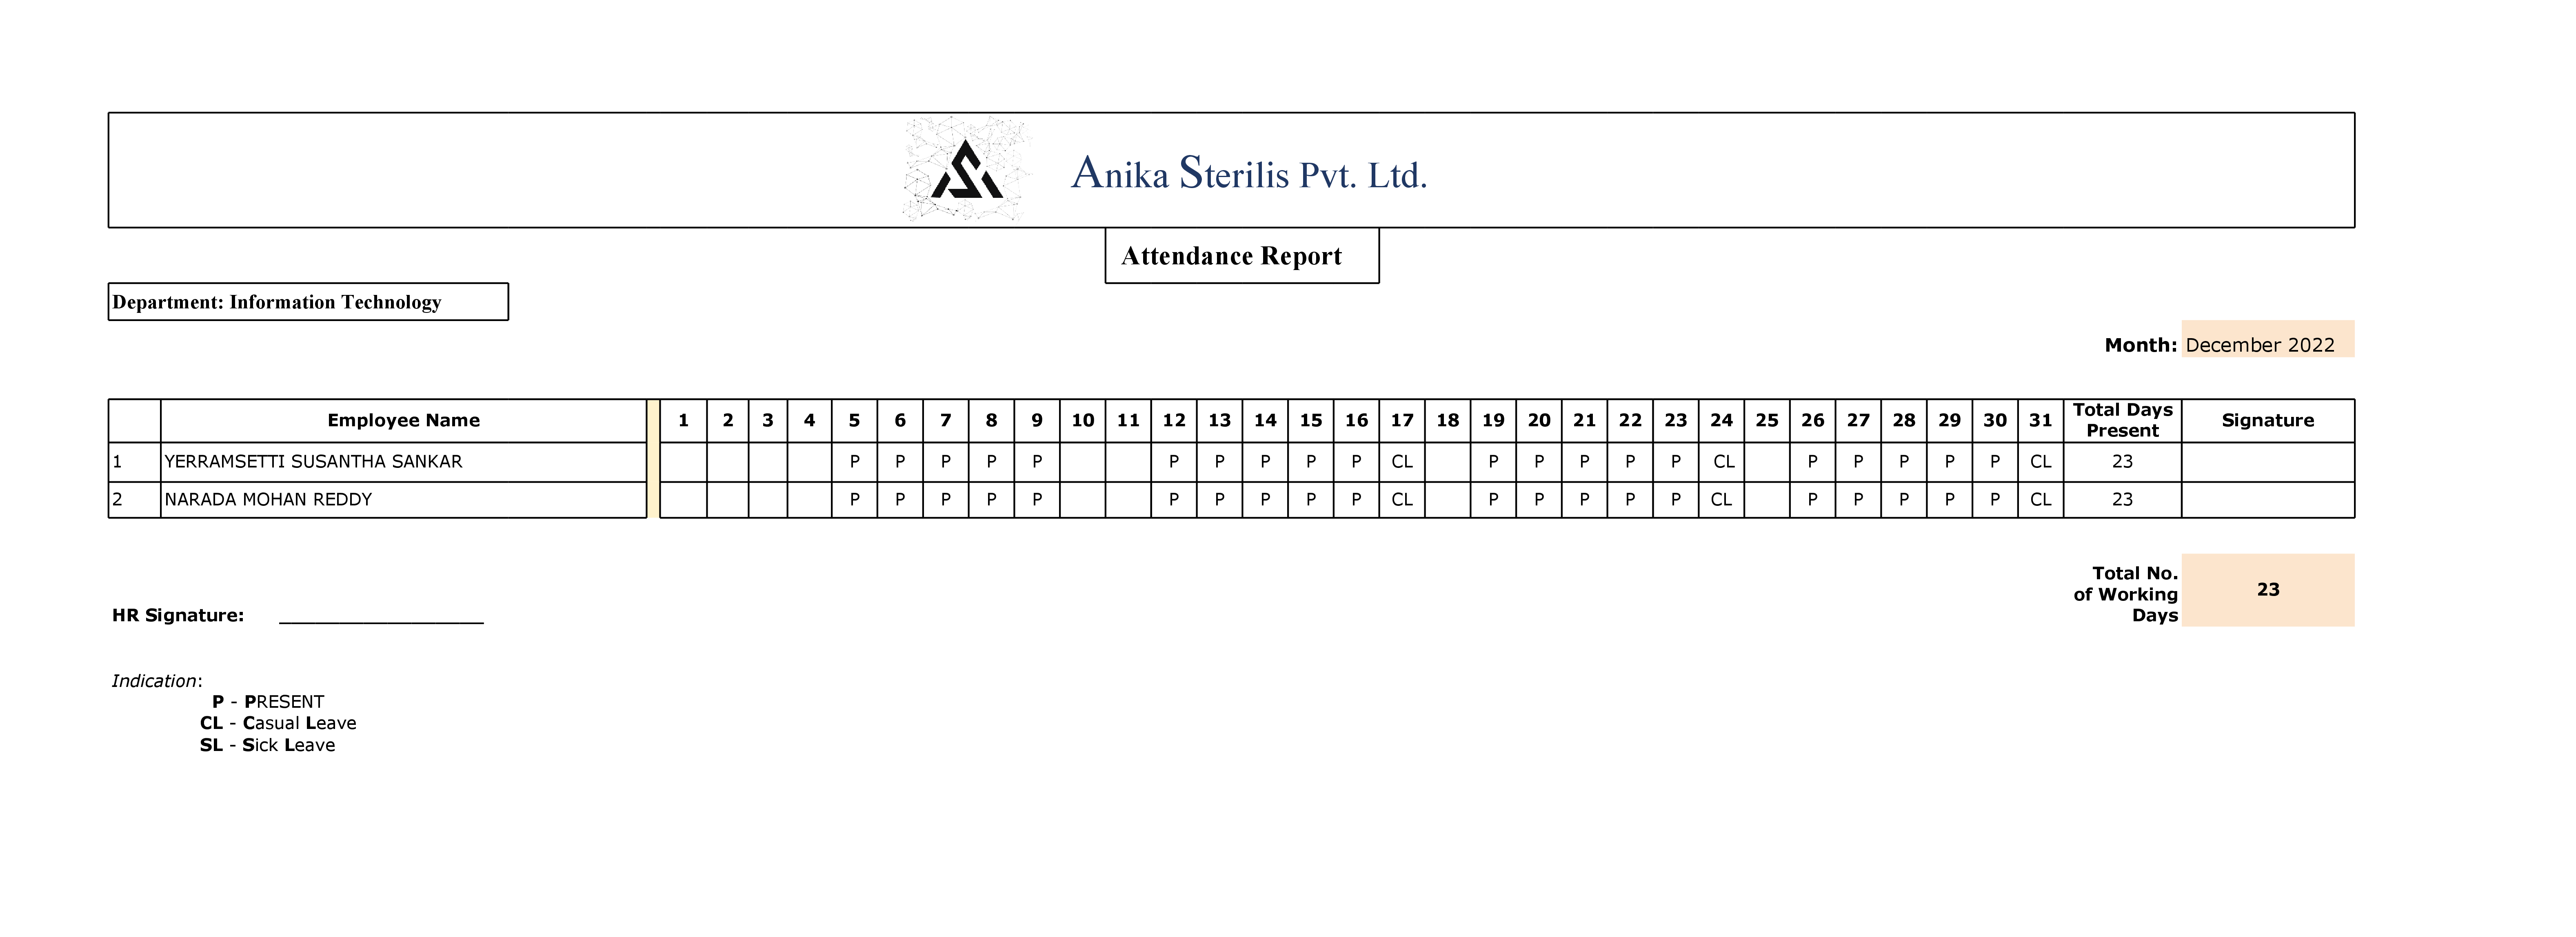 Anika Sterilis Pvt. Ltd.
Attendance Report
Department: Information Technology
Month: December 2022
Employee Name 1 2 3 4 5 6 7 8 9 10 11 12 13 14 15 16 17 18 19 20 21 22 23 24 25 26 27 28 29 30 31 Total Days Present Signature
1 YERRAMSETTI SUSANTHA SANKAR P P P P P P P P P P CL P P P P P CL P P P P P CL 23
2 NARADA MOHAN REDDY P P P P P P P P P P CL P P P P P CL P P P P P CL 23
Total No. of Working Days 23
HR Signature: ____________________
Indication:
P - PRESENT
CL - Casual Leave
SL - Sick Leave